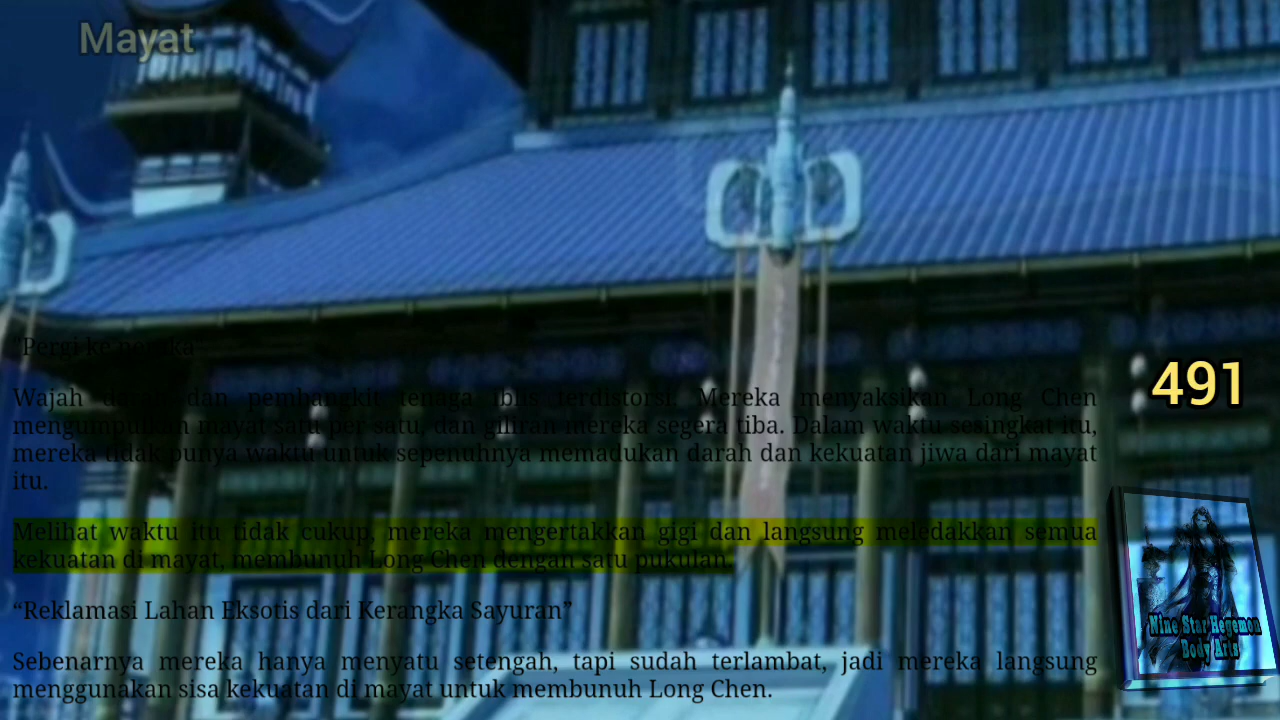 Mayat
"Pergi ke mereka
Wajah darah dan pembangkit tenaga Iblis terdistorsi. Mereka menyaksikan Long Chen
mengumpulkan mayat satu per satu, dan giliran mereka segera tiba. Dalam waktu sesingkat itu,
mereka tidak punya waktu untuk sepenuhnya memadukan darah dan kekuatan jiwa dari mayat
itu.
491
Melihat waktu itu tidak cukup, mereka mengertakkan gigi dan langsung meledakkan semua
kekuatan di mayat, membunuh Long Chen dengan satu pukulan.
“Reklamasi Lahan Eksotis dari Kerangka Sayuran”
Sebenarnya mereka hanya menyatu setengah, tapi sudah terlambat, jadi mereka langsung
menggunakan sisa kekuatan di mayat untuk membunuh Long Chen.
Nine Star Hegemon
Body Arts